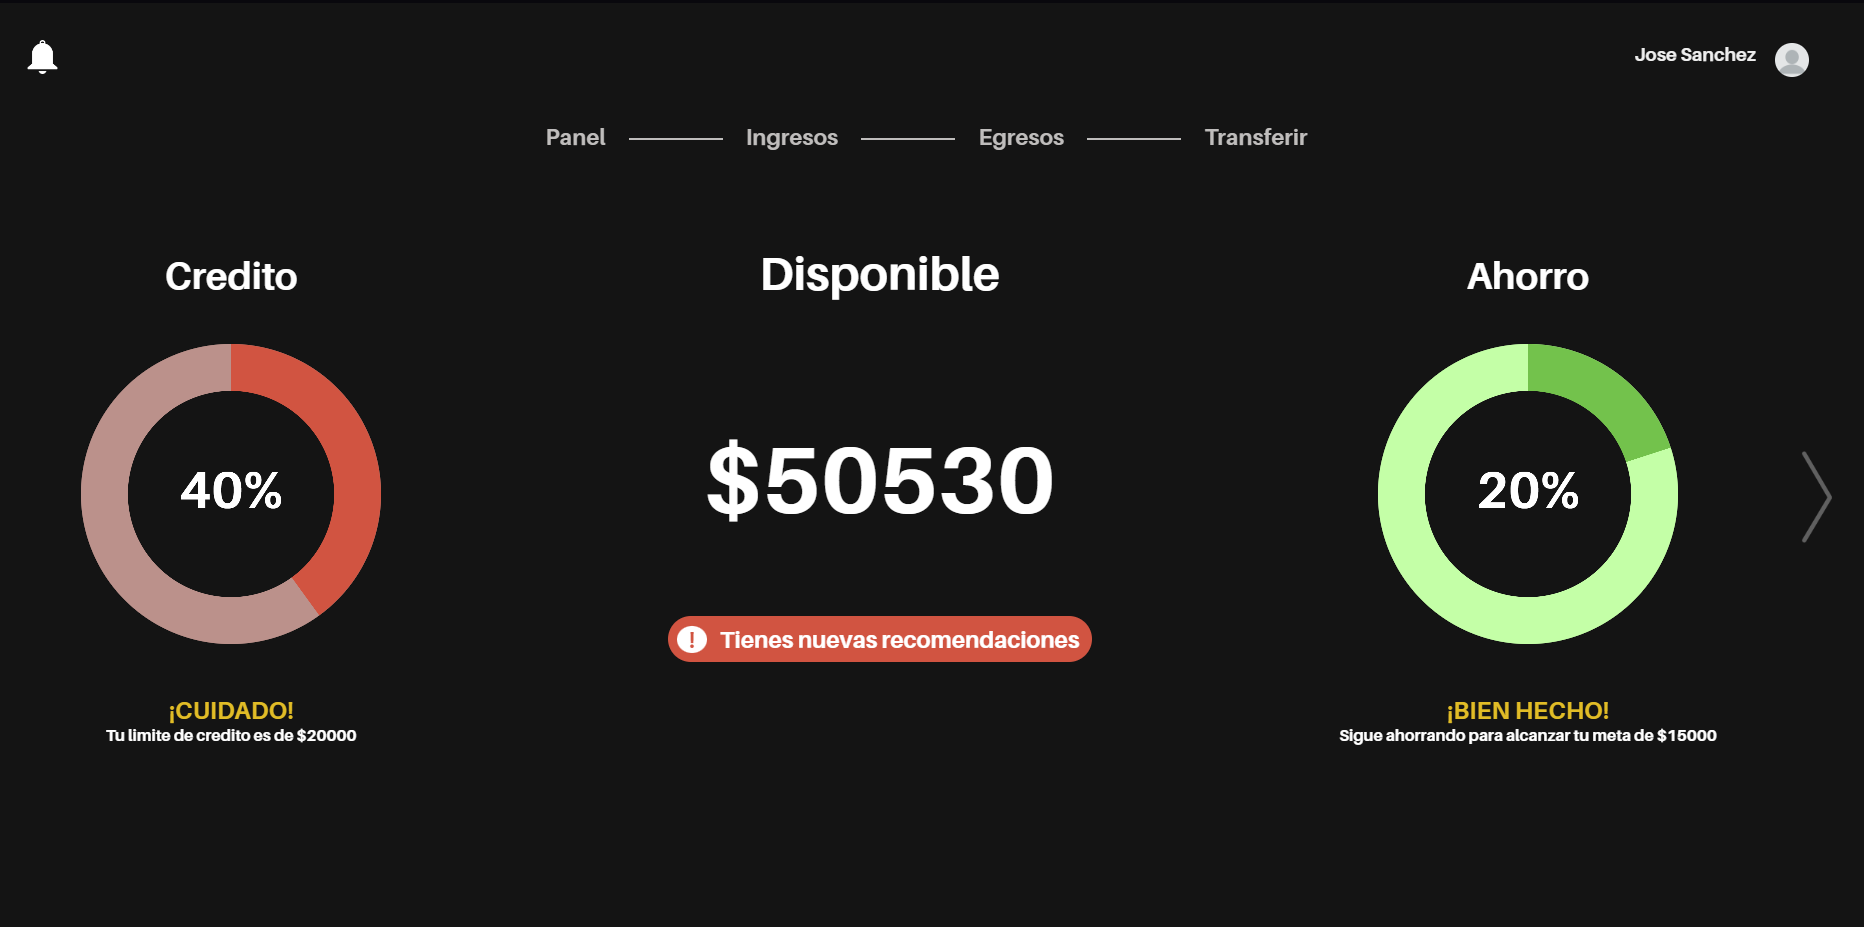 Jose Sanchez
Panel Ingresos Egresos Transferir
Credito
40%
¡CUIDADO!
Tu limite de credito es de $20000
Disponible
$50530
! Tienes nuevas recomendaciones
Ahorro
20%
¡BIEN HECHO!
Sigue ahorrando para alcanzar tu meta de $15000